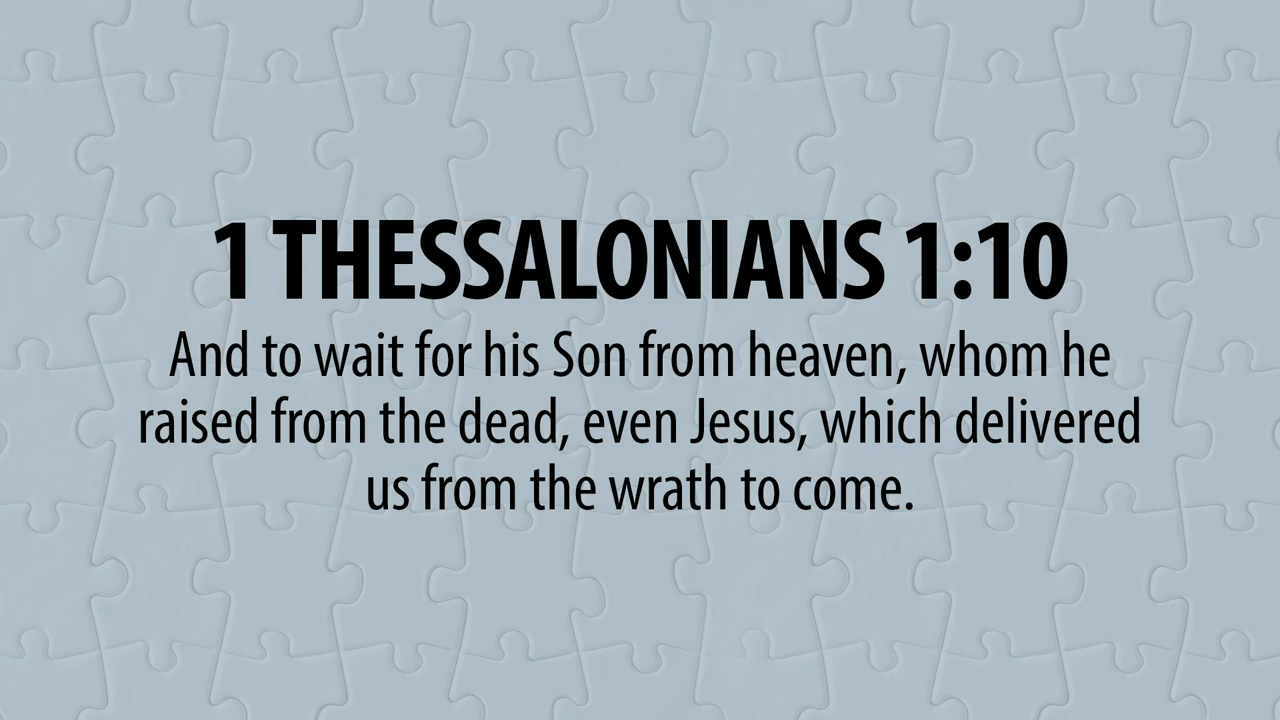 1 THESSALONIANS 1:10
And to wait for his Son from heaven, whom he
raised from the dead, even Jesus, which delivered
us from the wrath to come.